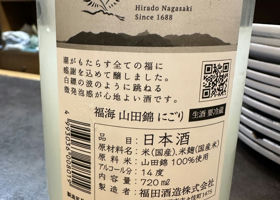 Hirado Nagasaki
Since 1688
瀬がもたらす全ての福に
感謝を込めて醸しました。
白磯の波のように跳ねる
微発泡感が心地よい酒です。
福海 山田錦 にごり 生酒 要冷蔵
日本酒
原材料名：米(国産)、米麹(国産米)
原料米：山田錦 100%使用
アルコール分：14度
内容量：720㎖
製造者：福田酒造株式会社